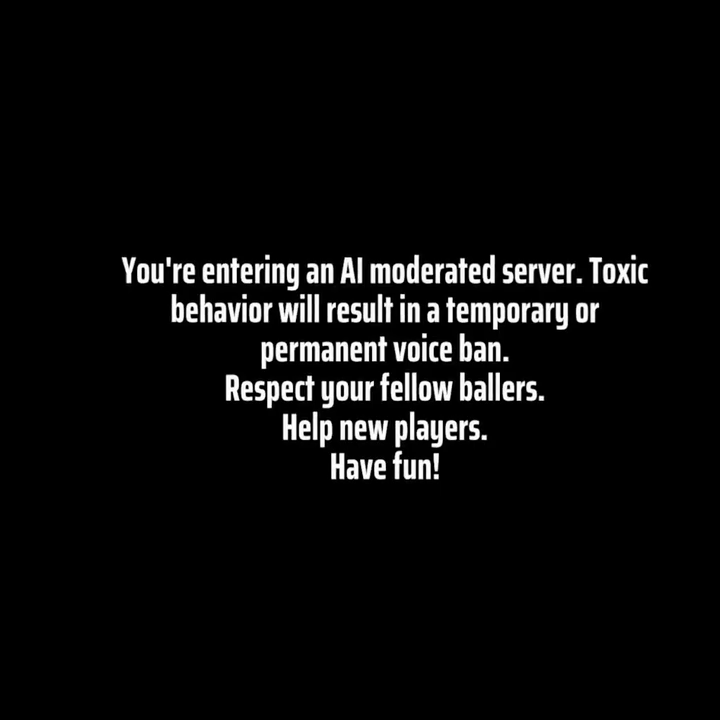 You're entering an AI moderated server. Toxic
behavior will result in a temporary or
permanent voice ban.
Respect your fellow ballers.
Help new players.
Have fun!